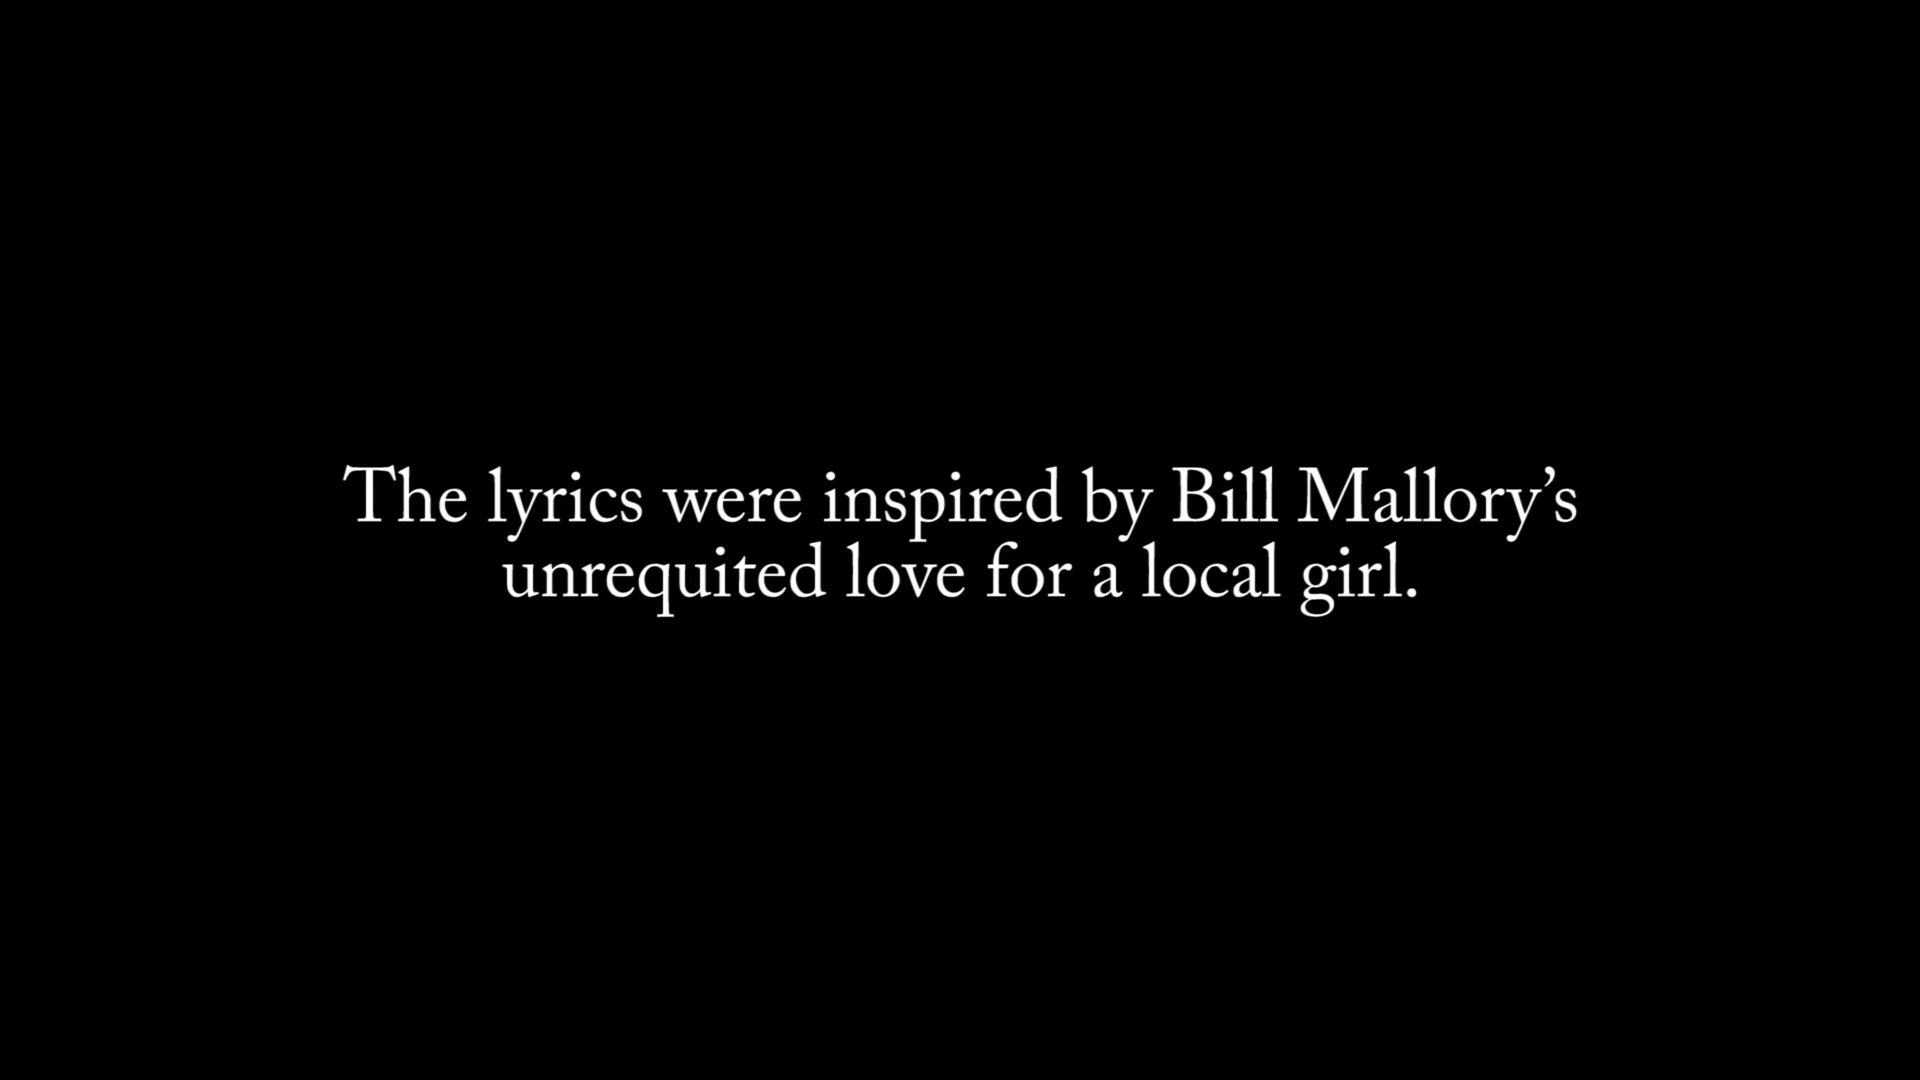 The lyrics were inspired by Bill Mallory’s
unrequited love for a local girl.